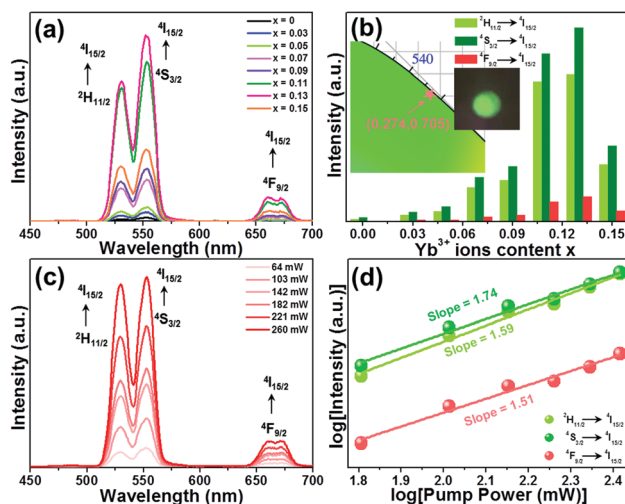 (a)
⁴I₁₅/₂
²H₁₁/₂
⁴I₁₅/₂
⁴S₃/₂
⁴I₁₅/₂
⁴F₉/₂
x = 0
x = 0.03
x = 0.05
x = 0.07
x = 0.09
x = 0.11
x = 0.13
x = 0.15
Intensity (a.u.)
450 500 550 600 650 700
Wavelength (nm)
(b)
²H₁₁/₂→⁴I₁₅/₂
⁴S₃/₂→⁴I₁₅/₂
⁴F₉/₂→⁴I₁₅/₂
540
(0.274,0.705)
Intensity (a.u.)
0.00 0.03 0.06 0.09 0.12 0.15
Yb³⁺ ions content x
(c)
⁴I₁₅/₂
²H₁₁/₂
⁴I₁₅/₂
⁴S₃/₂
⁴I₁₅/₂
⁴F₉/₂
64 mW
103 mW
142 mW
182 mW
221 mW
260 mW
Intensity (a.u.)
450 500 550 600 650 700
Wavelength (nm)
(d)
Slope = 1.74
Slope = 1.59
Slope = 1.51
²H₁₁/₂→⁴I₁₅/₂
⁴S₃/₂→⁴I₁₅/₂
⁴F₉/₂→⁴I₁₅/₂
log[Intensity (a.u.)]
1.8 1.9 2.0 2.1 2.2 2.3 2.4
log[Pump Power (mW)]